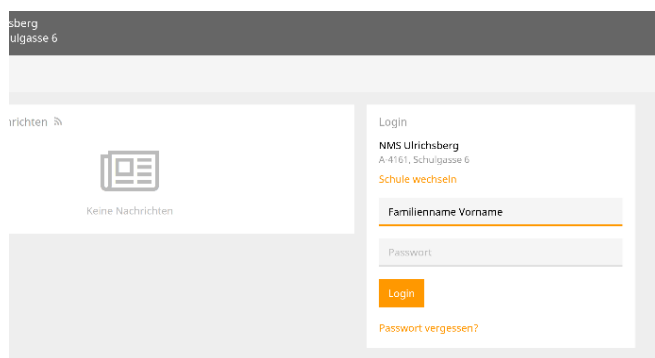 sberg
ulgasse 6
richten
Keine Nachrichten
Login
NMS Ulrichsberg
A-4161, Schulgasse 6
Schule wechseln
Familienname Vorname
Passwort
Login
Passwort vergessen?